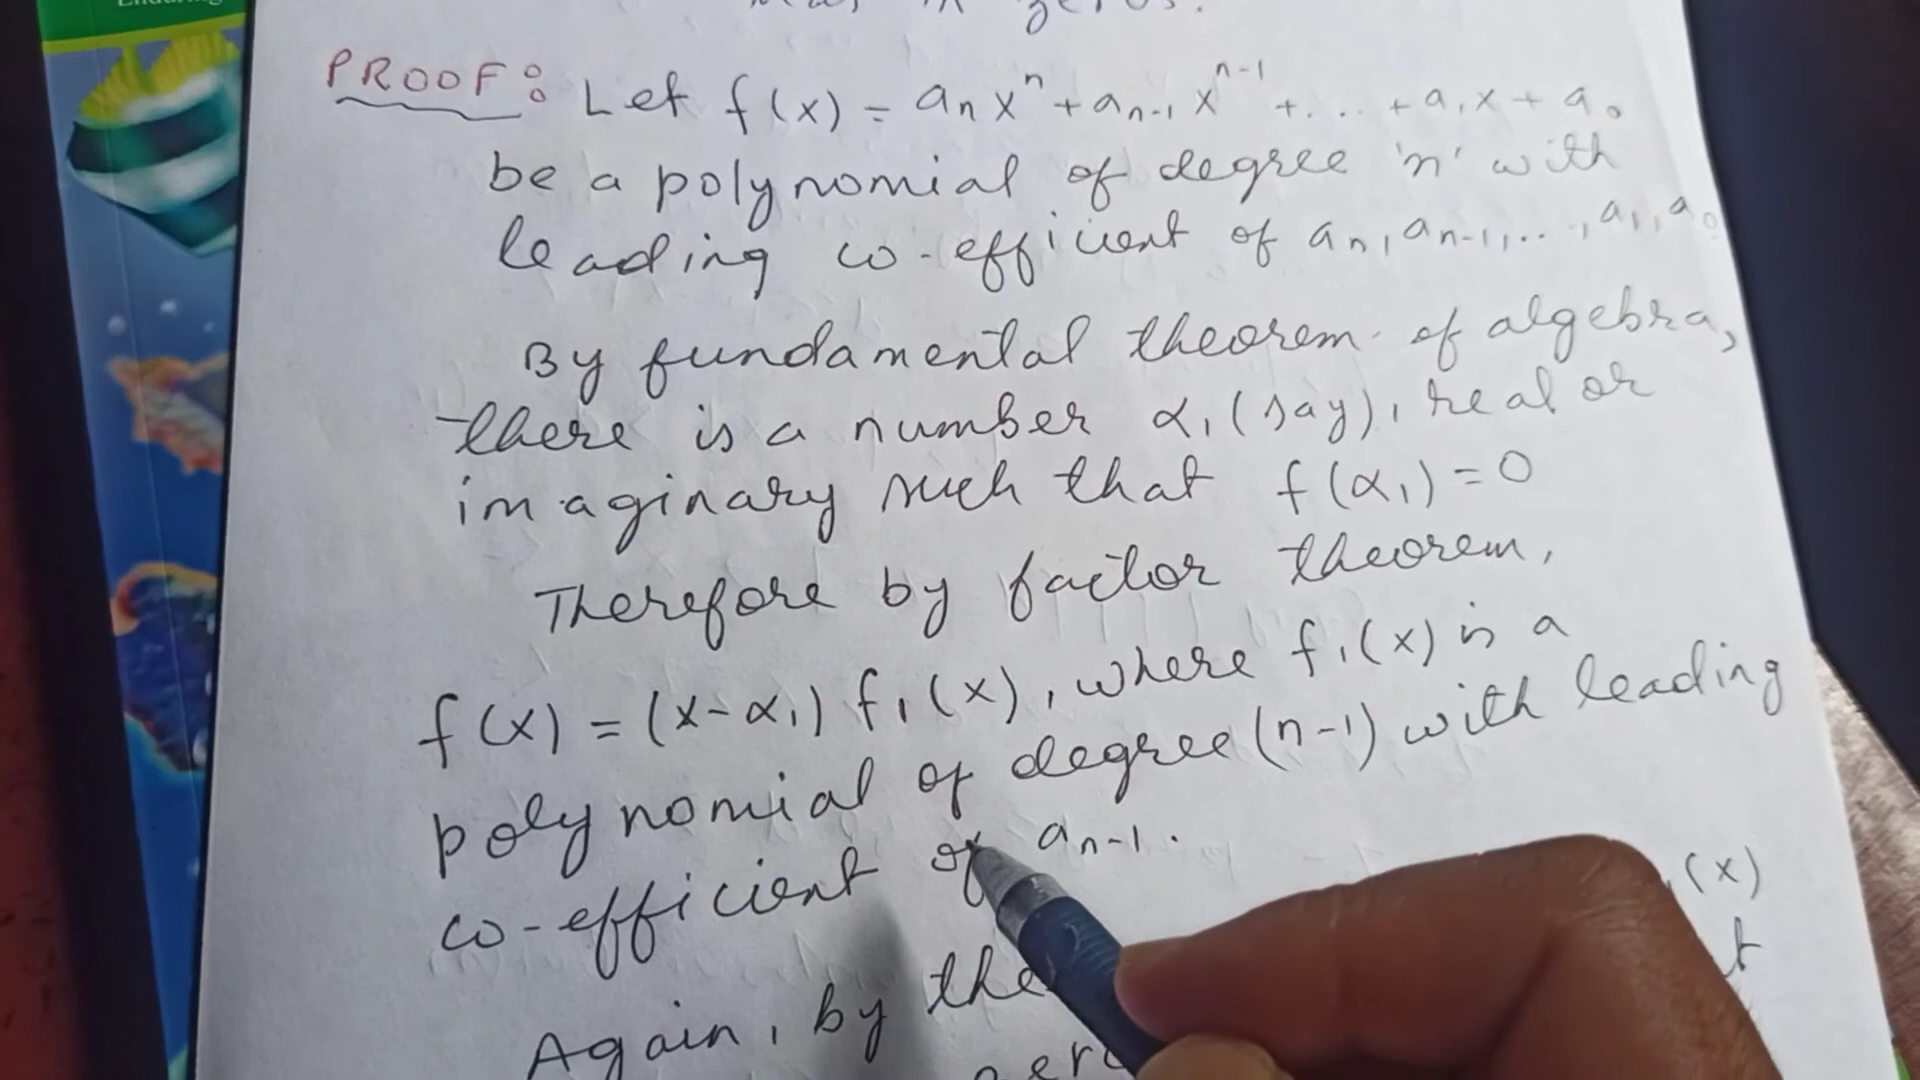 PROOF: Let f(x) = aₙxⁿ + aₙ₋₁xⁿ⁻¹ + ... + a₁x + a₀
be a polynomial of degree 'n' with
leading co-efficient of aₙ, aₙ₋₁, ..., a₁, a₀
By fundamental theorem of algebra,
there is a number α₁ (say), real or
imaginary such that f(α₁) = 0
Therefore by factor theorem,
f(x) = (x-α₁) f₁(x), where f₁(x) is a
polynomial of degree (n-1) with leading
co-efficient of aₙ₋₁.
(x)
Again, by the